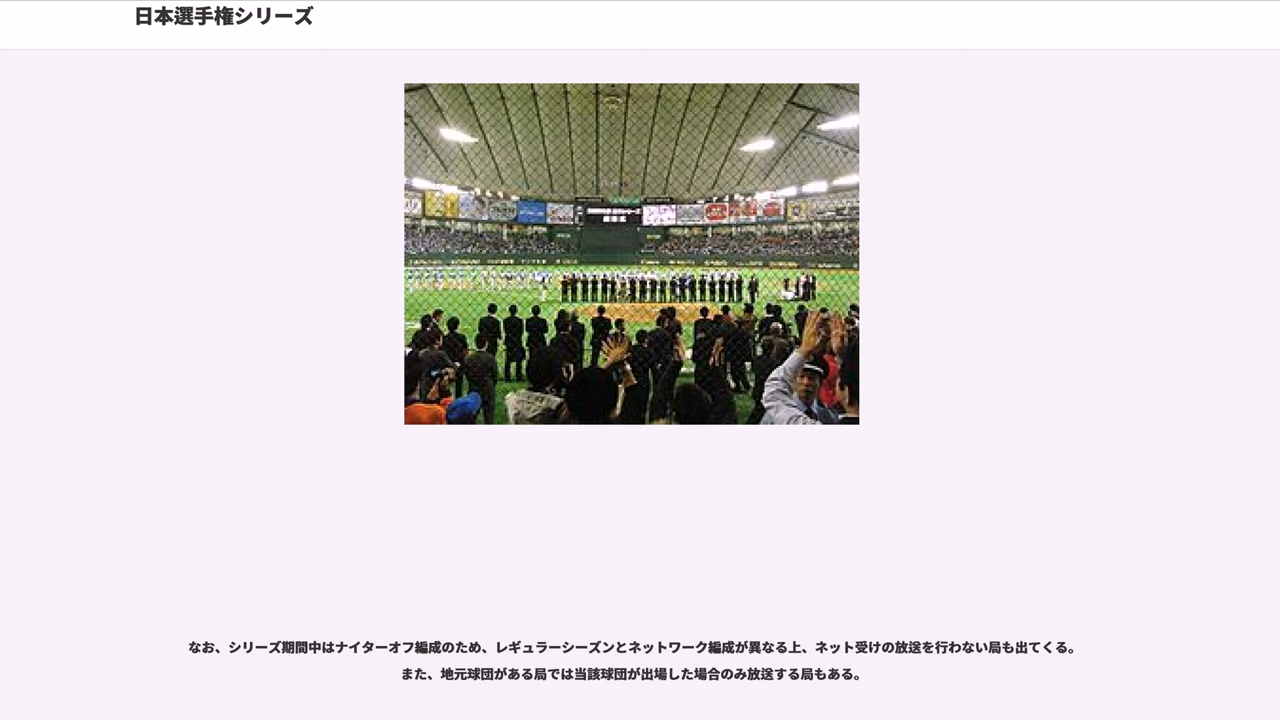 日本選手権シリーズ
なお、シリーズ期間中はナイターオフ編成のため、レギュラーシーズンとネットワーク編成が異なる上、ネット受けの放送を行わない局も出てくる。
また、地元球団がある局では当該球団が出場した場合のみ放送する局もある。